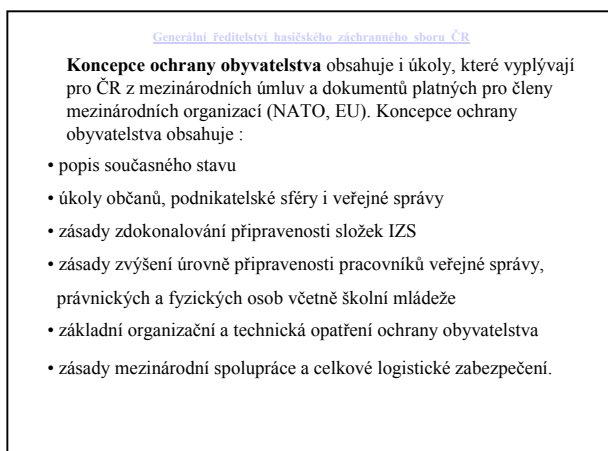 Generální ředitelství hasičského záchranného sboru ČR
Koncepce ochrany obyvatelstva obsahuje i úkoly, které vyplývají
pro ČR z mezinárodních úmluv a dokumentů platných pro členy
mezinárodních organizací (NATO, EU). Koncepce ochrany
obyvatelstva obsahuje :
• popis současného stavu
• úkoly občanů, podnikatelské sféry i veřejné správy
• zásady zdokonalování připravenosti složek IZS
• zásady zvýšení úrovně připravenosti pracovníků veřejné správy,
právnických a fyzických osob včetně školní mládeže
• základní organizační a technická opatření ochrany obyvatelstva
• zásady mezinárodní spolupráce a celkové logistické zabezpečení.